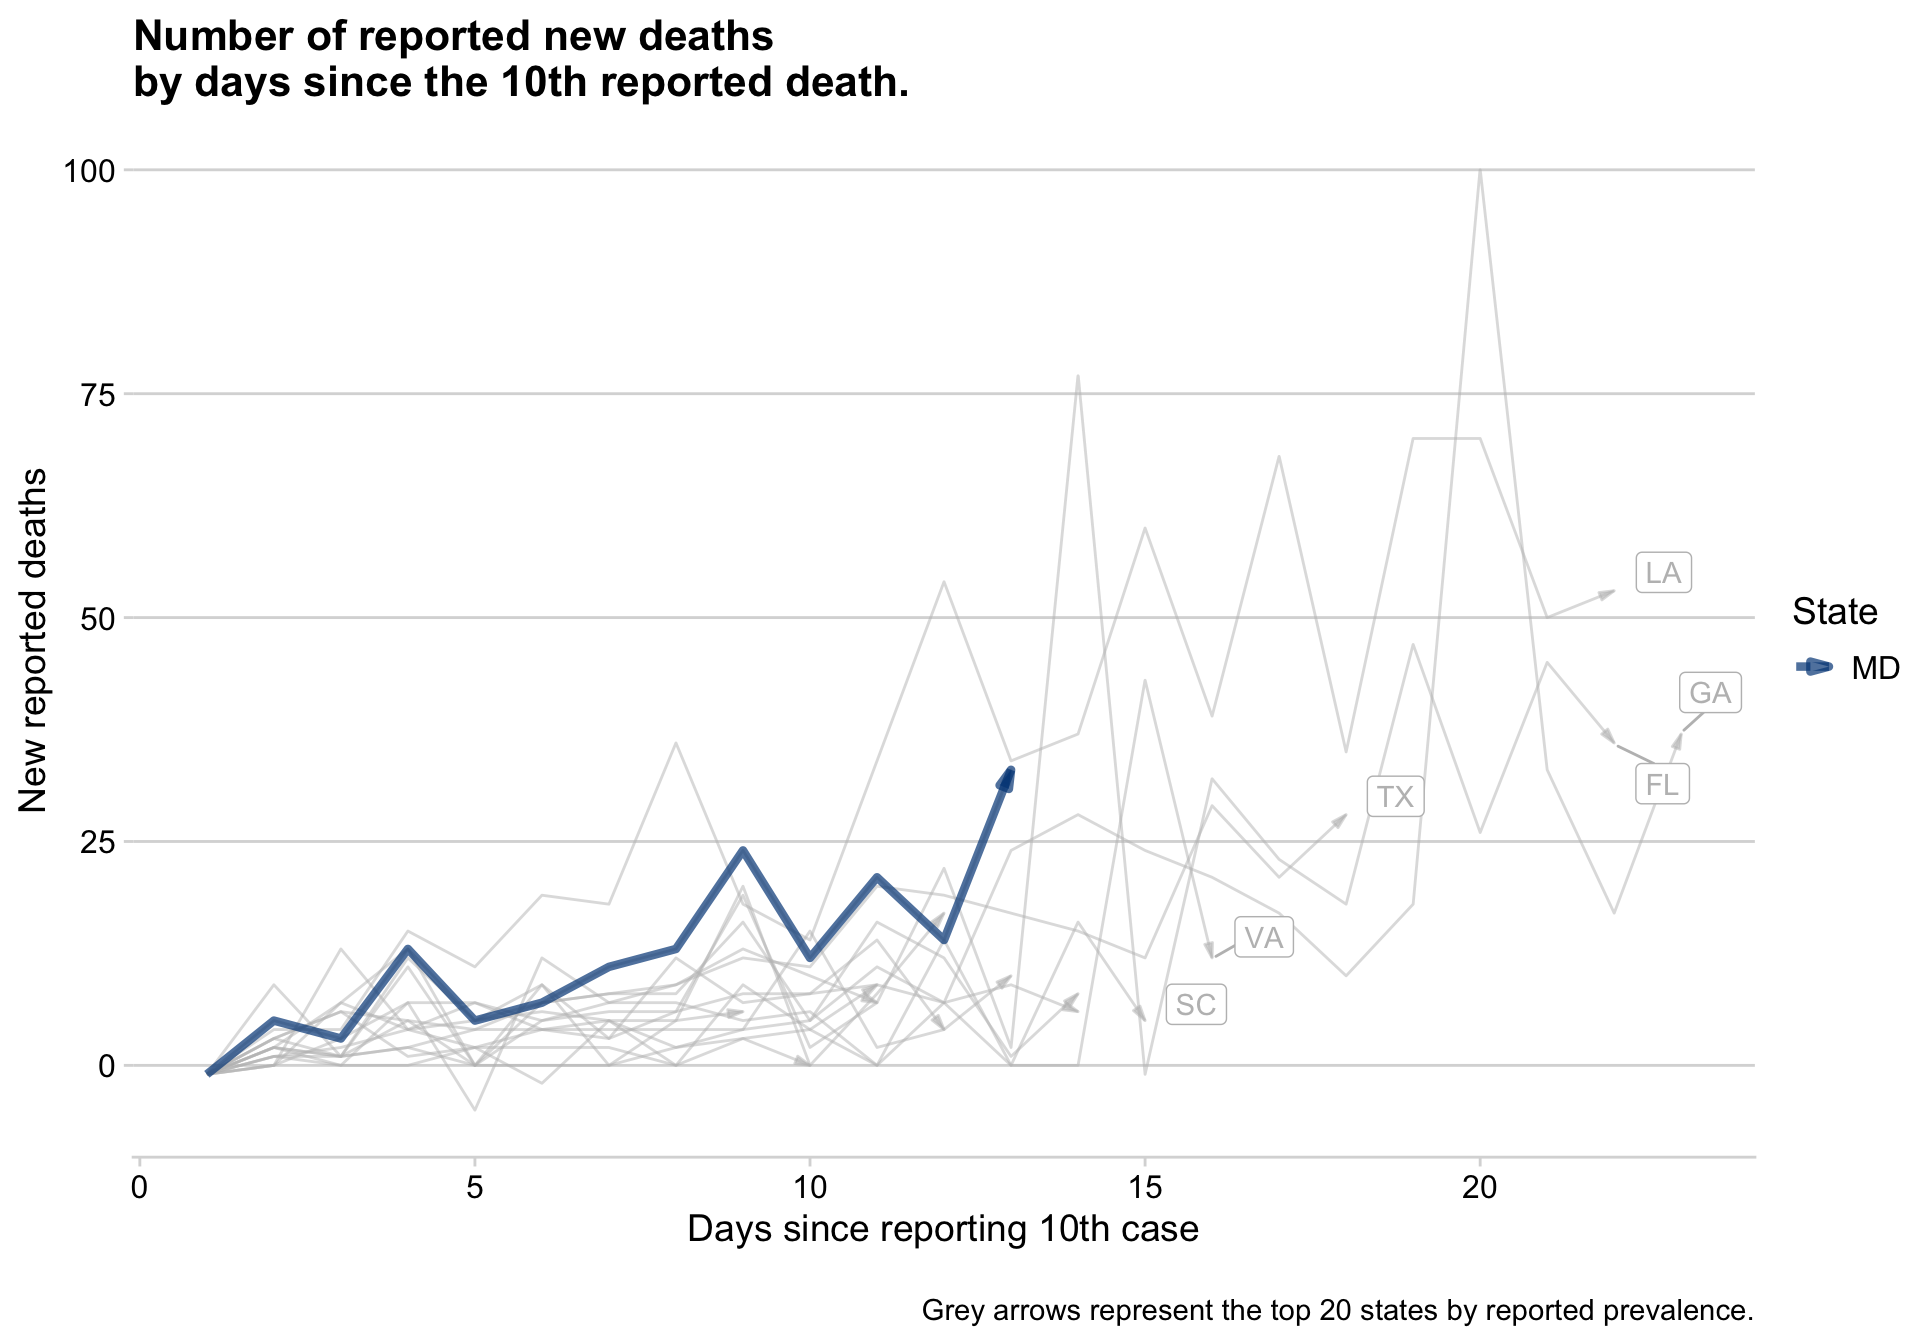 Number of reported new deaths
by days since the 10th reported death.
100
75
50
25
0
New reported deaths
LA
GA
FL
TX
VA
SC
State
MD
0 5 10 15 20
Days since reporting 10th case
Grey arrows represent the top 20 states by reported prevalence.